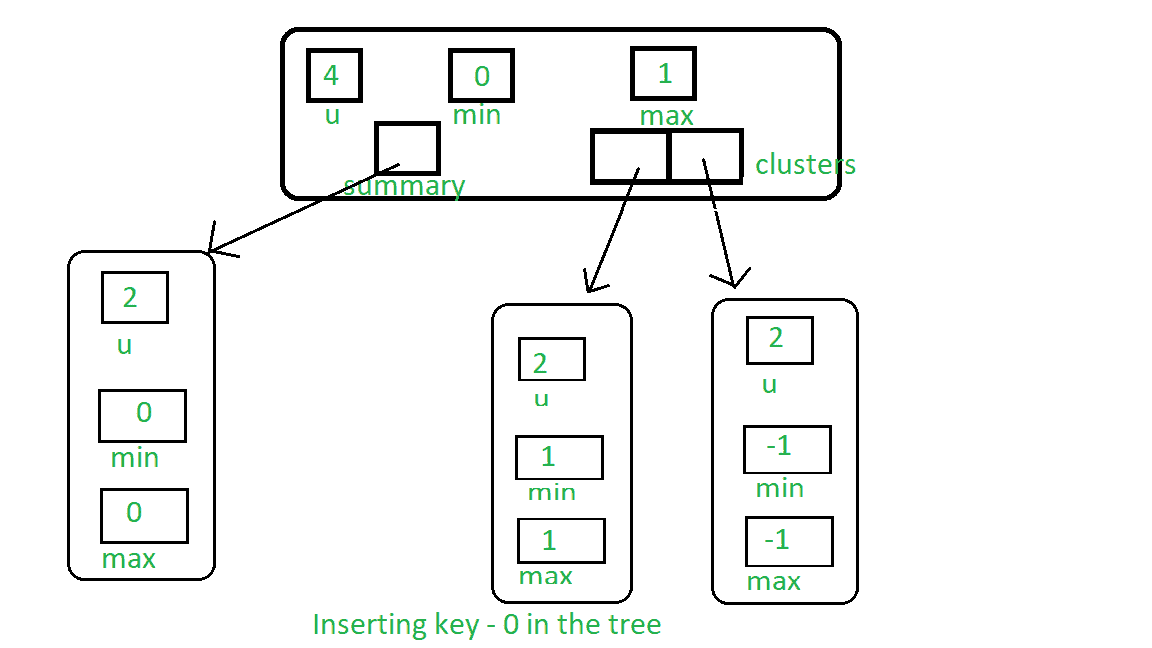 4 0 1
u min max
summary clusters
2
u
0
min
0
max
2
u
1
min
1
max
2
u
-1
min
-1
max
Inserting key - 0 in the tree